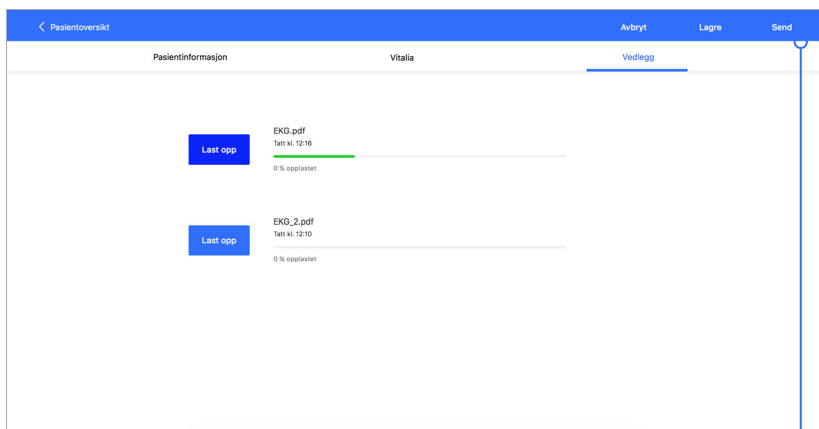 Pasientoversikt
Avbryt
Lagre
Send
Pasientinformasjon
Vitalia
Vedlegg
EKG.pdf
Last opp
Tatt kl. 12:16
0 % opplastet
EKG_2.pdf
Last opp
Tatt kl. 12:10
0 % opplastet